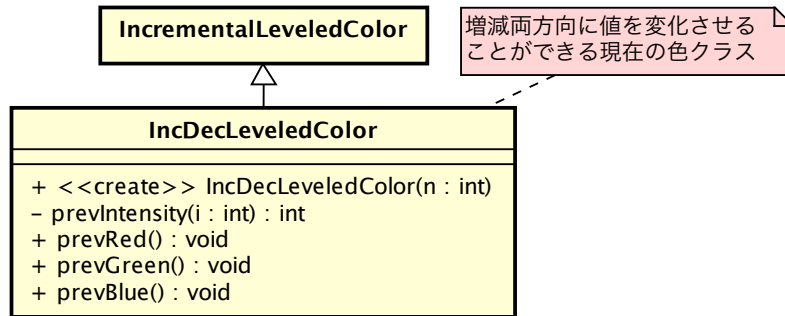 IncrementalLeveledColor
増減両方向に値を変化させる
ことができる現在の色クラス
IncDecLeveledColor
+ <<create>> IncDecLeveledColor(n : int)
– prevIntensity(i : int) : int
+ prevRed() : void
+ prevGreen() : void
+ prevBlue() : void